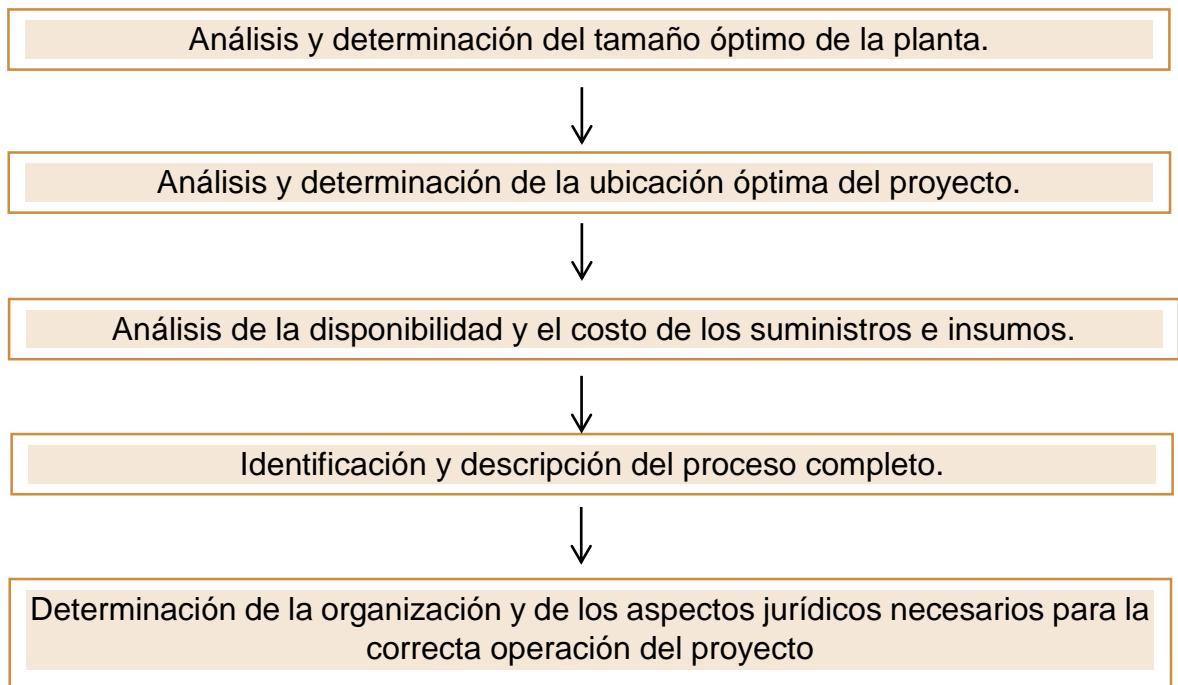 Análisis y determinación del tamaño óptimo de la planta.
Análisis y determinación de la ubicación óptima del proyecto.
Análisis de la disponibilidad y el costo de los suministros e insumos.
Identificación y descripción del proceso completo.
Determinación de la organización y de los aspectos jurídicos necesarios para la
correcta operación del proyecto